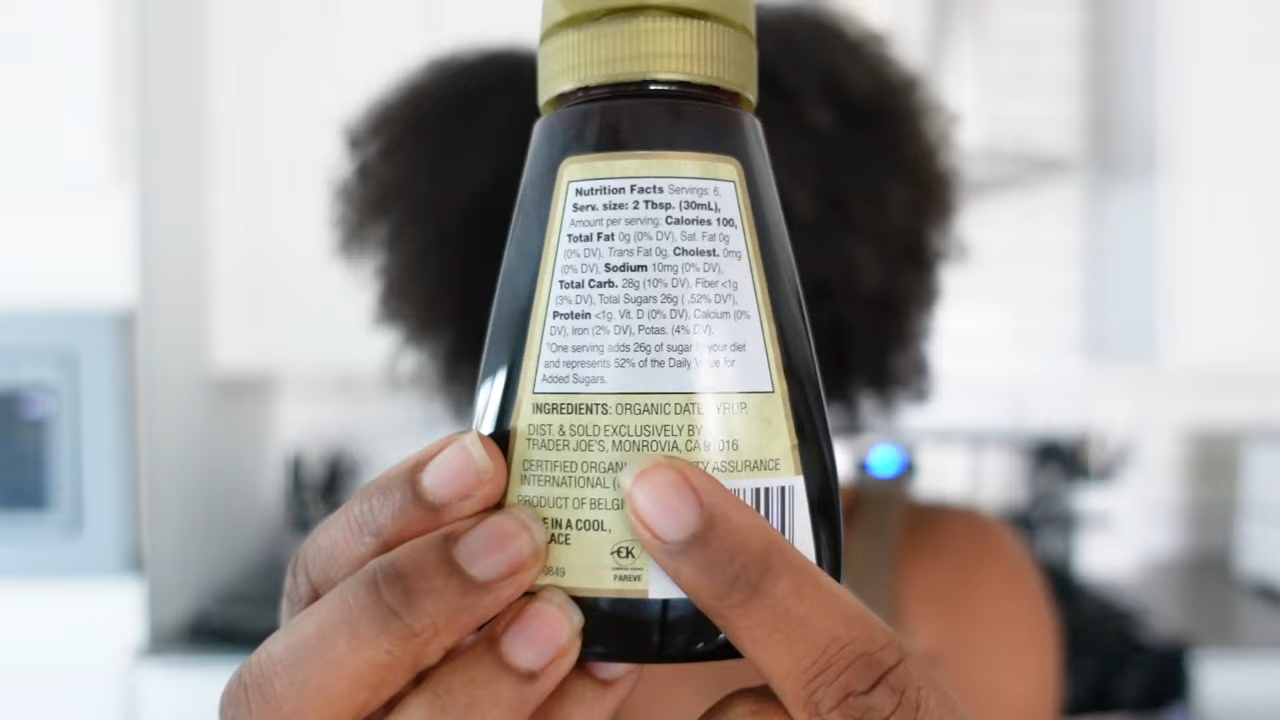 Nutrition Facts Servings: 6,
Serv. size: 2 Tbsp. (30mL),
Amount per serving: Calories 100,
Total Fat 0g (0% DV), Sat. Fat 0g
(0% DV), Trans Fat 0g, Cholest. 0mg
(0% DV), Sodium 10mg (0% DV),
Total Carb. 28g (10% DV), Fiber <1g
(3% DV), Total Sugars 26g ( ,52% DV†),
Protein <1g, Vit. D (0% DV), Calcium (0%
DV), Iron (2% DV), Potas. (4% DV).
†One serving adds 26g of sugar your diet
and represents 52% of the Daily for
Added Sugars.
INGREDIENTS: ORGANIC DATE
DIST. & SOLD EXCLUSIVELY BY
TRADER JOE'S, MONROVIA, CA 91016
CERTIFIED ASSURANCE
INTERNATIONAL
PRODUCT OF
IN A COOL,
0849
PAREVE